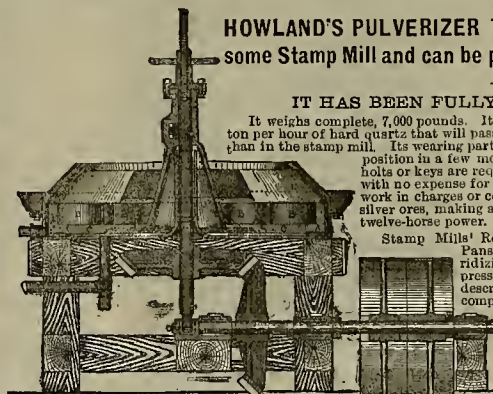 HOWLAND'S PULVERIZER
some Stamp Mill and can be p
IT HAS BEEN FULLY
It weighs complete, 7,000 pounds. It
ton per hour of hard quartz that will pas
than in the stamp mill. Its wearing part
position in a few mo
bolts or keys are req
with no expense for
work in charges or c
silver ores, making a
twelve-horse power.
Stamp Mills' R
Pans
ridizi
press
descr
comp